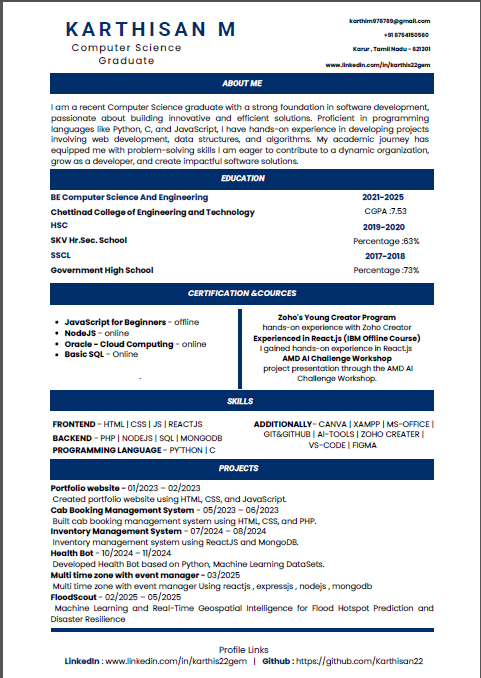 KARTHISAN M
Computer Science
Graduate
karthim978789@gmail.com
+91 8754150560
Karur , Tamil Nadu - 621301
www.linkedin.com/in/karthis22gem
ABOUT ME
I am a recent Computer Science graduate with a strong foundation in software development,
passionate about building innovative and efficient solutions. Proficient in programming
languages like Python, C, and JavaScript, I have hands-on experience in developing projects
involving web development, data structures, and algorithms. My academic journey has
equipped me with problem-solving skills I am eager to contribute to a dynamic organization,
grow as a developer, and create impactful software solutions.
EDUCATION
BE Computer Science And Engineering 2021-2025
Chettinad College of Engineering and Technology CGPA :7.53
HSC 2019-2020
SKV Hr.Sec. School Percentage :63%
SSCL 2017-2018
Government High School Percentage :73%
CERTIFICATION &COURCES
• JavaScript for Beginners - offline
• NodeJS - online
• Oracle - Cloud Computing - online
• Basic SQL - Online
.
Zoho's Young Creator Program
hands-on experience with Zoho Creator
Experienced in React.js (IBM Offline Course)
I gained hands-on experience in React.js
AMD AI Challenge Workshop
project presentation through the AMD AI
Challenge Workshop.
SKILLS
FRONTEND - HTML | CSS | JS | REACTJS
BACKEND - PHP | NODEJS | SQL | MONGODB
PROGRAMMING LANGUAGE - PYTHON | C
ADDITIONALLY- CANVA | XAMPP | MS-OFFICE |
GIT&GITHUB | AI-TOOLS | ZOHO CREATER |
VS-CODE | FIGMA
PROJECTS
Portfolio website - 01/2023 – 02/2023
Created portfolio website using HTML, CSS, and JavaScript.
Cab Booking Management System - 05/2023 – 06/2023
Built cab booking management system using HTML, CSS, and PHP.
Inventory Management System - 07/2024 – 08/2024
Inventory management system using ReactJS and MongoDB.
Health Bot - 10/2024 – 11/2024
Developed Health Bot based on Python, Machine Learning DataSets.
Multi time zone with event manager - 03/2025
Multi time zone with event manager Using reactjs , expressjs , nodejs , mongodb
FloodScout - 02/2025 – 05/2025
Machine Learning and Real-Time Geospatial Intelligence for Flood Hotspot Prediction and
Disaster Resilience
Profile Links
LinkedIn : www.linkedin.com/in/karthis22gem | Github : https://github.com/Karthisan22